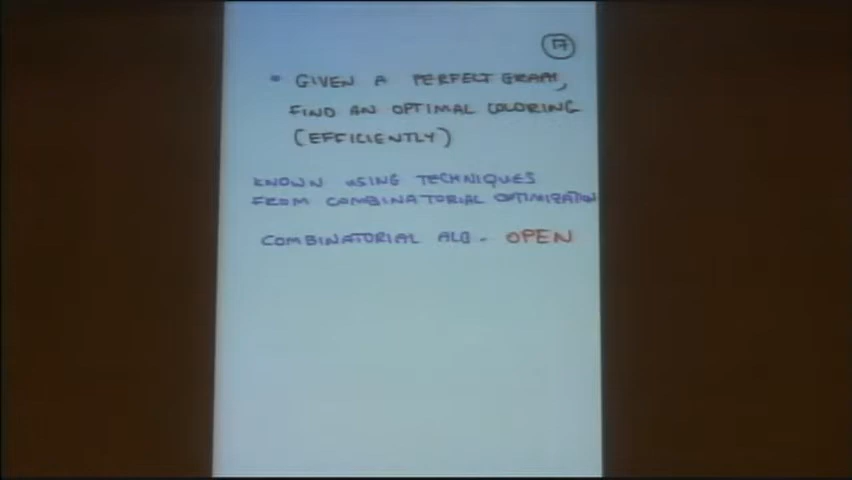 17
• GIVEN A PERFECT GRAPH,
FIND AN OPTIMAL COLORING
(EFFICIENTLY)
KNOWN USING TECHNIQUES
FROM COMBINATORIAL OPTIMIZATION
COMBINATORIAL ALG. - OPEN